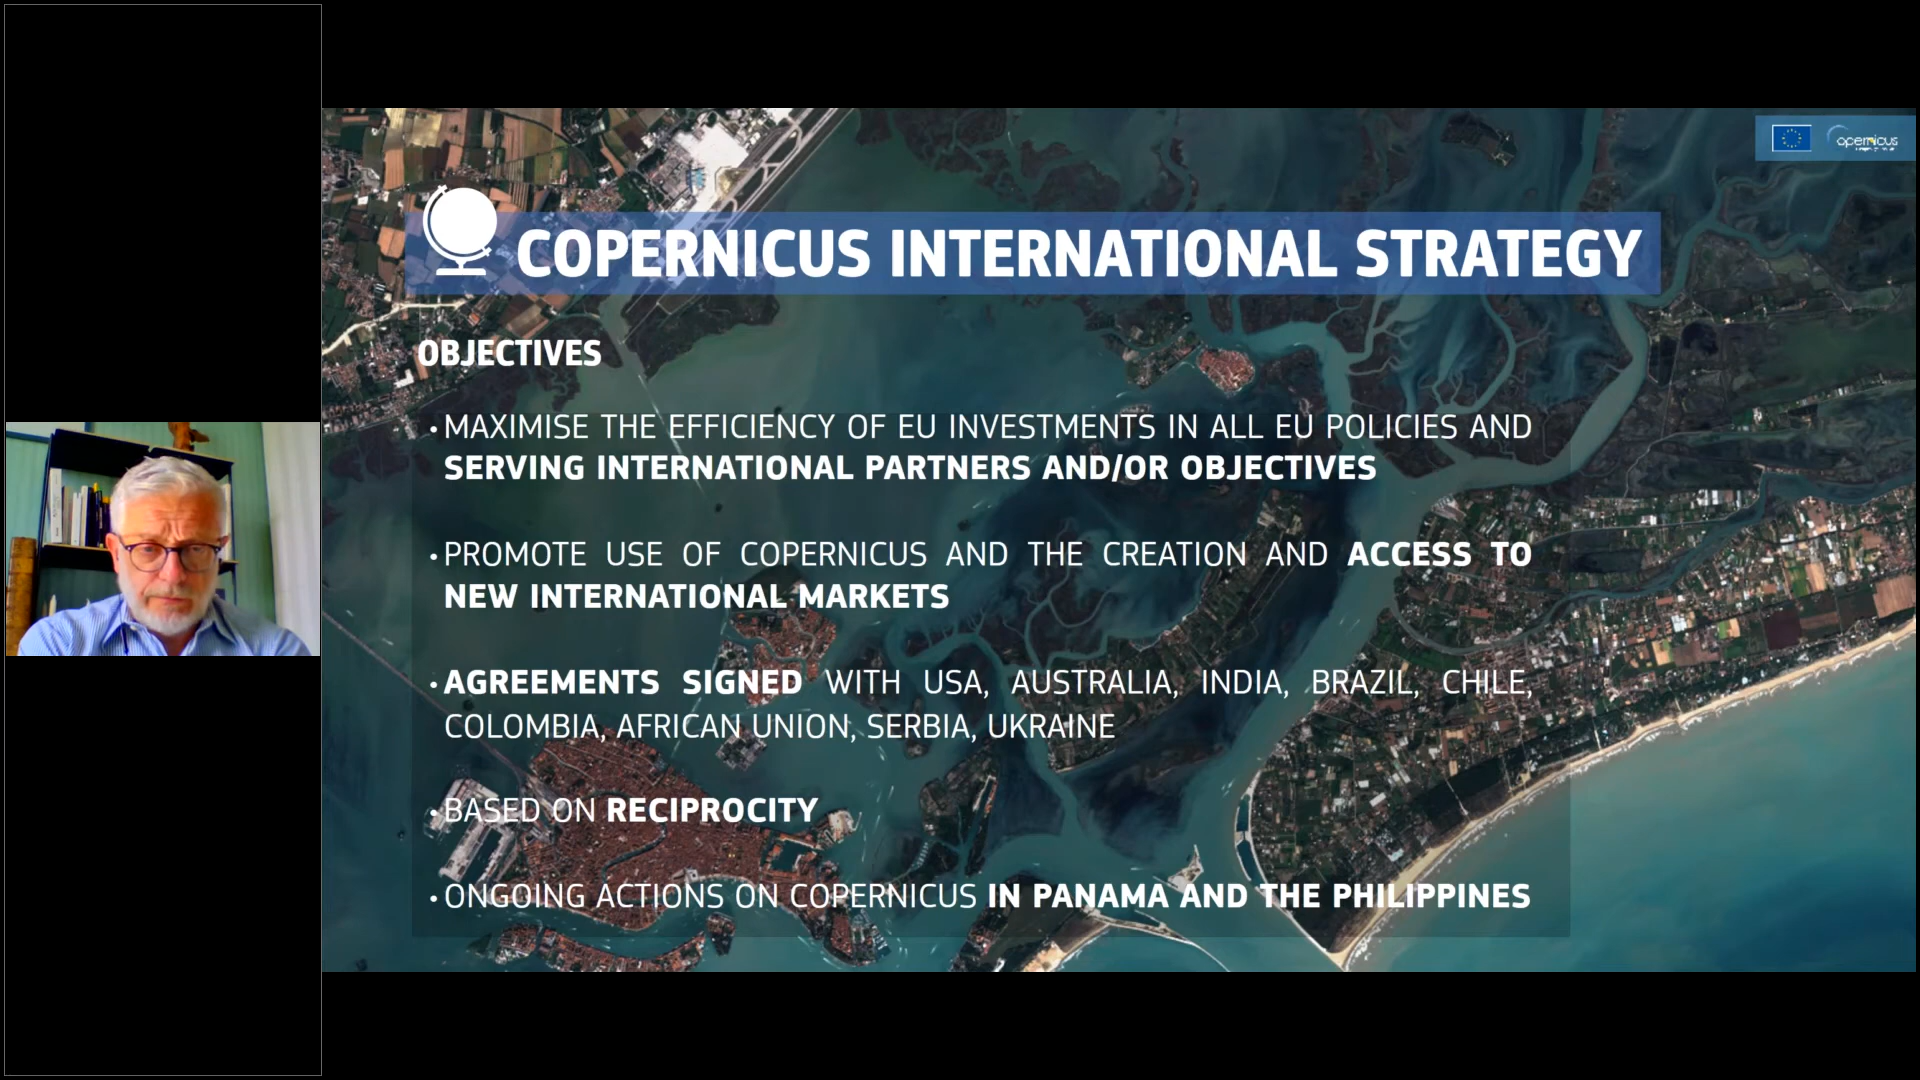 opernicus
COPERNICUS INTERNATIONAL STRATEGY
OBJECTIVES
• MAXIMISE THE EFFICIENCY OF EU INVESTMENTS IN ALL EU POLICIES AND
SERVING INTERNATIONAL PARTNERS AND/OR OBJECTIVES
• PROMOTE USE OF COPERNICUS AND THE CREATION AND ACCESS TO
NEW INTERNATIONAL MARKETS
• AGREEMENTS SIGNED WITH USA, AUSTRALIA, INDIA, BRAZIL, CHILE,
COLOMBIA, AFRICAN UNION, SERBIA, UKRAINE
• BASED ON RECIPROCITY
• ONGOING ACTIONS ON COPERNICUS IN PANAMA AND THE PHILIPPINES